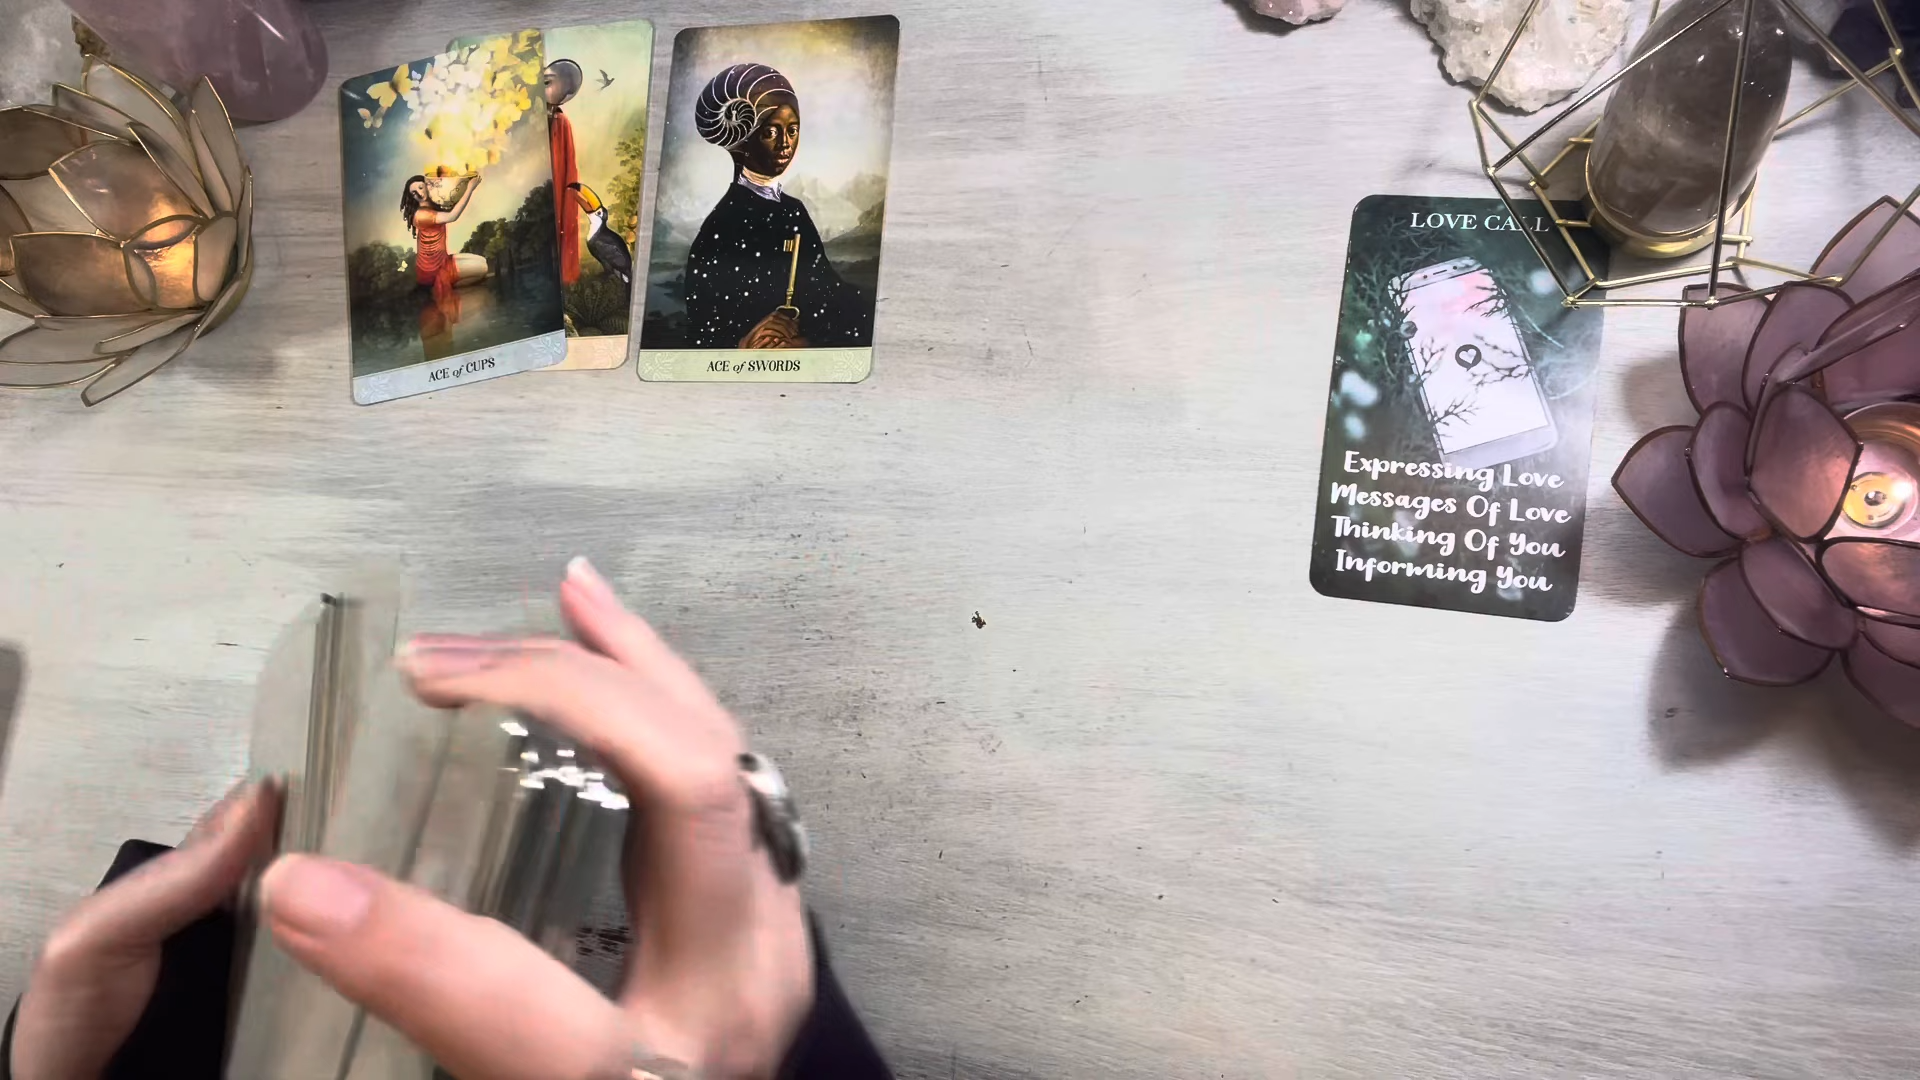 ACE of CUPS
ACE of SWORDS
LOVE CALL
Expressing Love
Messages Of Love
Thinking Of You
Informing You